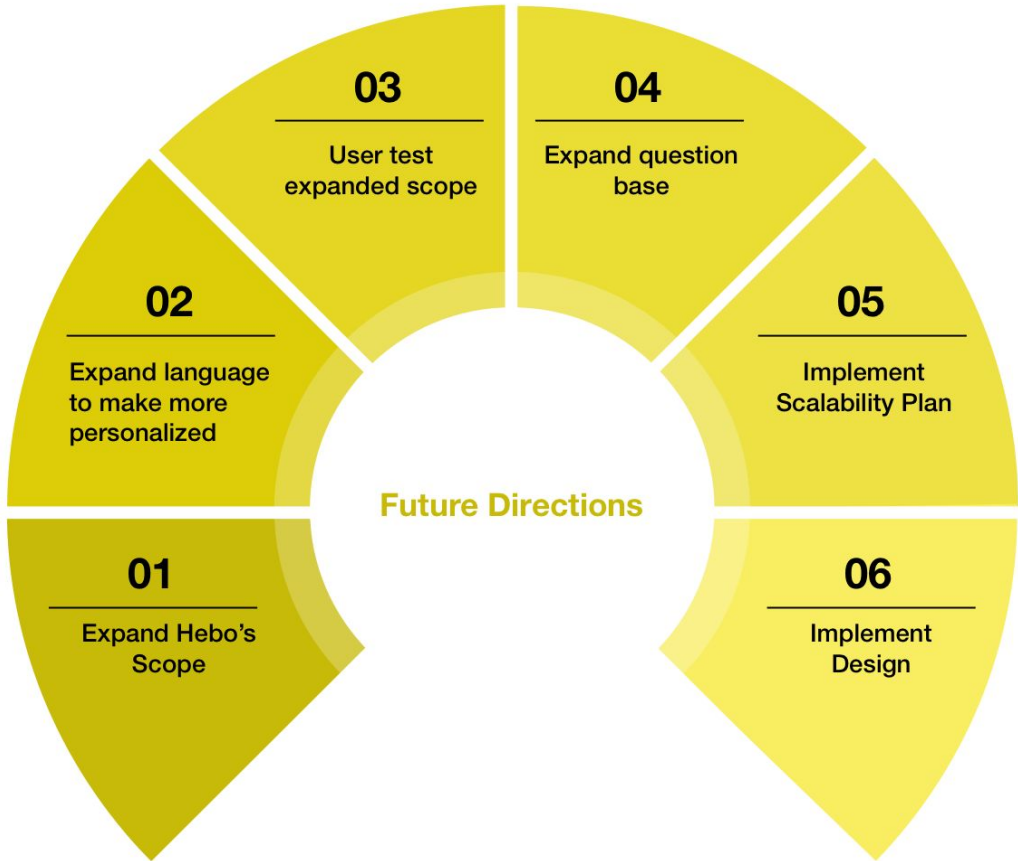 01
Expand Hebo’s
Scope
02
Expand language
to make more
personalized
03
User test
expanded scope
04
Expand question
base
05
Implement
Scalability Plan
06
Implement
Design
Future Directions